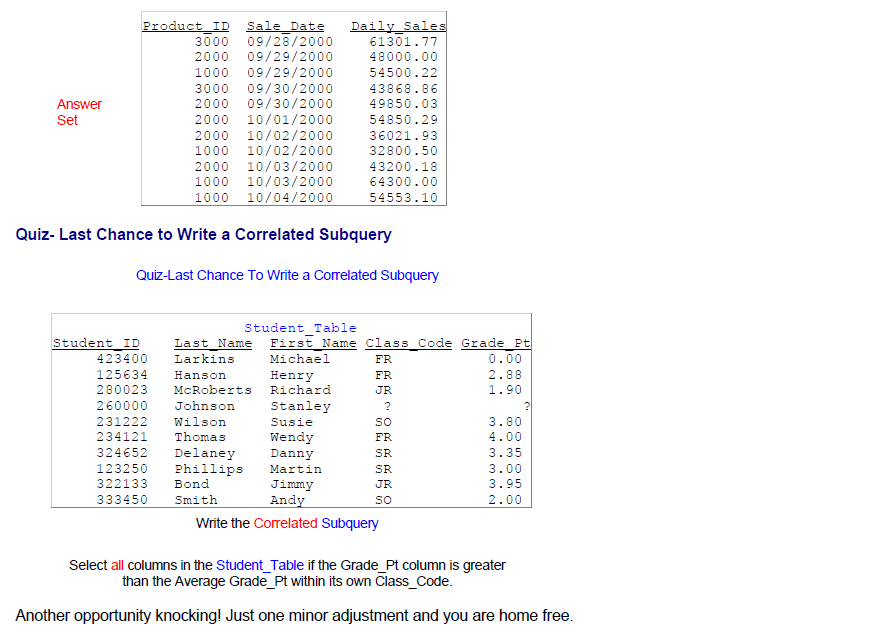 Product_ID Sale_Date Daily_Sales
3000 09/28/2000 61301.77
2000 09/29/2000 48000.00
1000 09/29/2000 54500.22
3000 09/30/2000 43868.86
Answer 2000 09/30/2000 49850.03
Set 2000 10/01/2000 54850.29
2000 10/02/2000 36021.93
1000 10/02/2000 32800.50
2000 10/03/2000 43200.18
1000 10/03/2000 64300.00
1000 10/04/2000 54553.10
Quiz- Last Chance to Write a Correlated Subquery
Quiz-Last Chance To Write a Correlated Subquery
Student_Table
Student_ID Last_Name First_Name Class_Code Grade_Pt
423400 Larkins Michael FR 0.00
125634 Hanson Henry FR 2.88
280023 McRoberts Richard JR 1.90
260000 Johnson Stanley ? ?
231222 Wilson Susie SO 3.80
234121 Thomas Wendy FR 4.00
324652 Delaney Danny SR 3.35
123250 Phillips Martin SR 3.00
322133 Bond Jimmy JR 3.95
333450 Smith Andy SO 2.00
Write the Correlated Subquery
Select all columns in the Student_Table if the Grade_Pt column is greater
than the Average Grade_Pt within its own Class_Code.
Another opportunity knocking! Just one minor adjustment and you are home free.